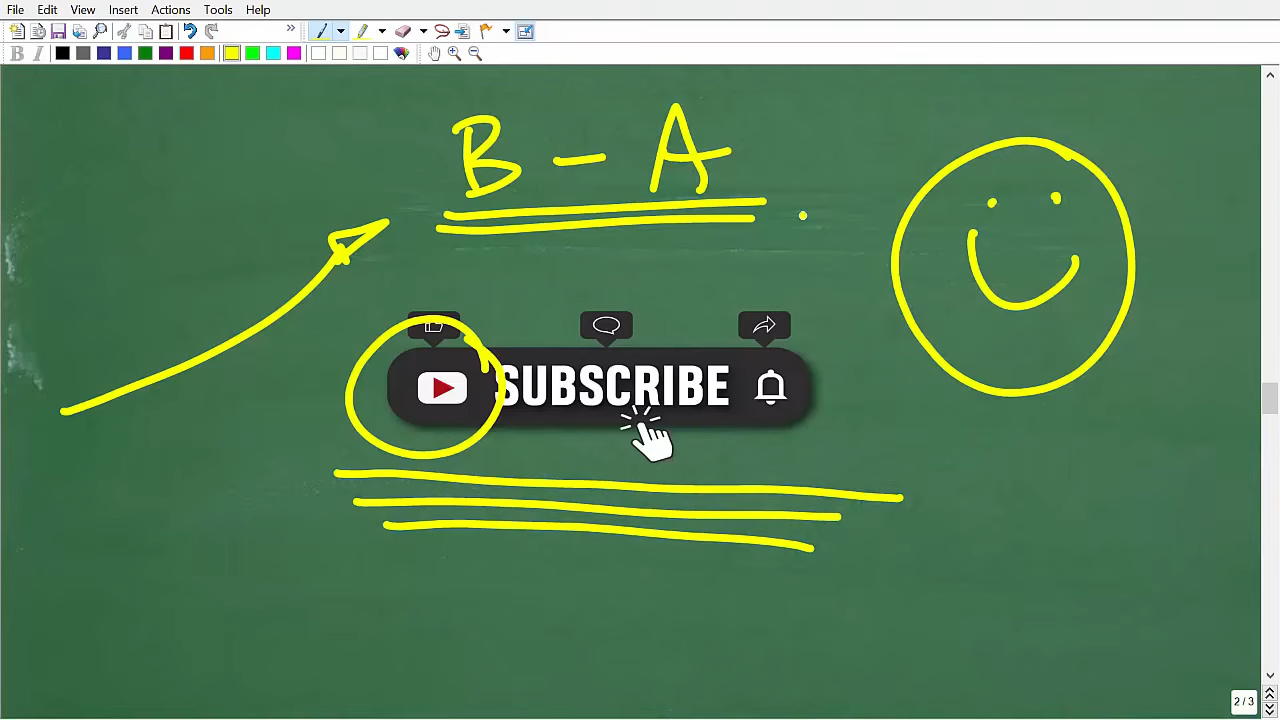 File Edit View Insert Actions Tools Help
B I
B - A
SUBSCRIBE
2 / 3